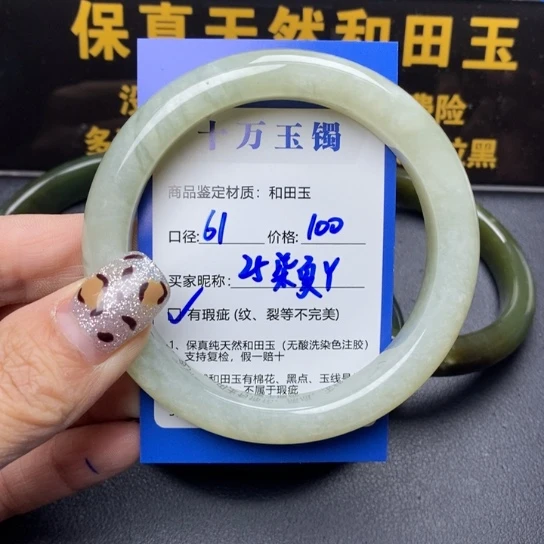 保真天然和田玉
十万玉镯
商品鉴定材质：和田玉
口径: 61 价格: 100
买家昵称:
有瑕疵 (纹、裂等不完美)
1、保真纯天然和田玉（无酸洗染色注胶）
支持复检，假一赔十
和田玉有棉花、黑点、玉线
不属于瑕疵